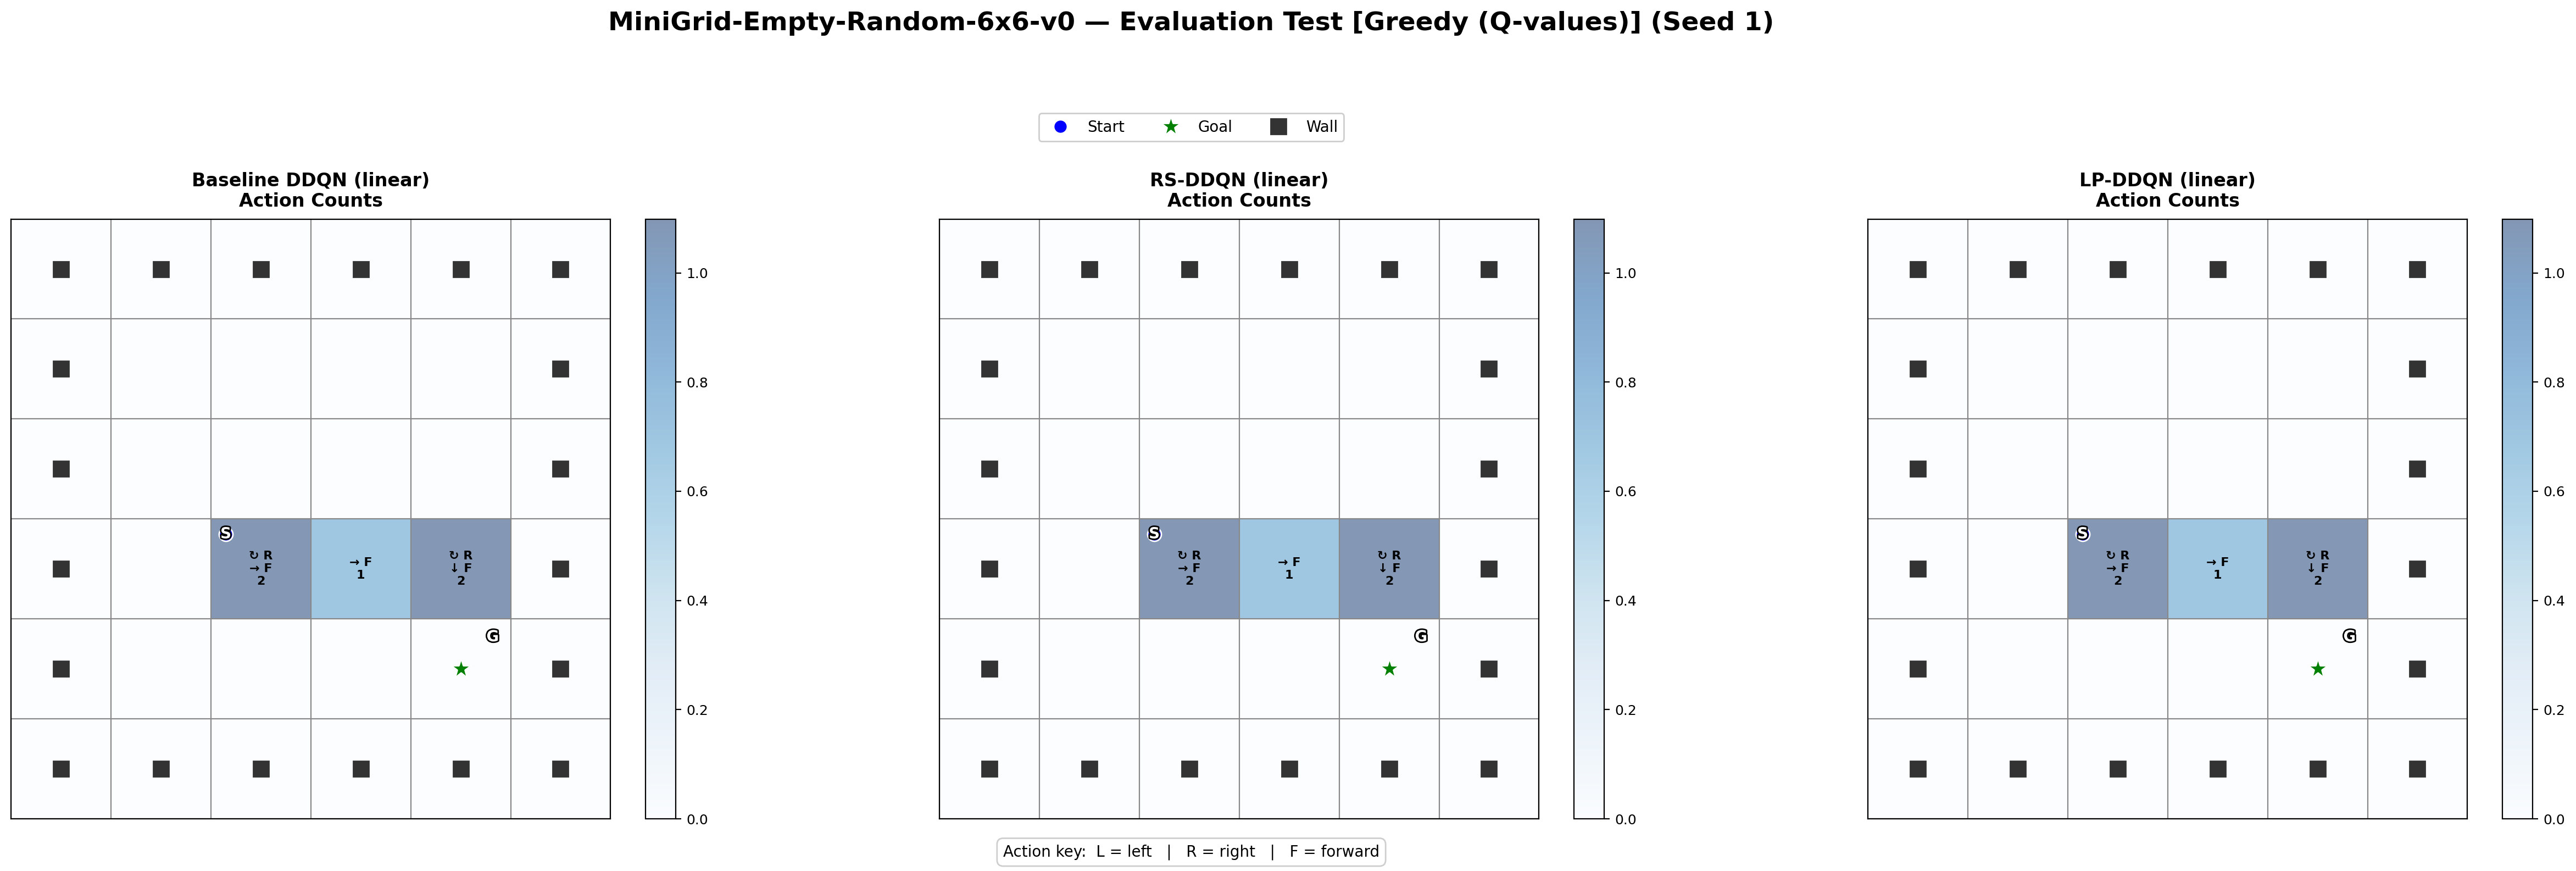 MiniGrid-Empty-Random-6x6-v0 — Evaluation Test [Greedy (Q-values)] (Seed 1)
Start Goal Wall
Baseline DDQN (linear)
Action Counts
S
↻ R
→ F
2
→ F
1
↻ R
↓ F
2
G
1.0
0.8
0.6
0.4
0.2
0.0
RS-DDQN (linear)
Action Counts
S
↻ R
→ F
2
→ F
1
↻ R
↓ F
2
G
1.0
0.8
0.6
0.4
0.2
0.0
LP-DDQN (linear)
Action Counts
S
↻ R
→ F
2
→ F
1
↻ R
↓ F
2
G
1.0
0.8
0.6
0.4
0.2
0.0
Action key: L = left | R = right | F = forward